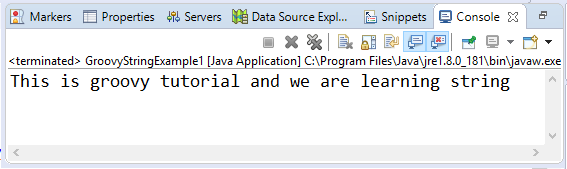 Markers Properties Servers Data Source Expl... Snippets Console
<terminated> GroovyStringExample1 [Java Application] C:\Program Files\Java\jre1.8.0_181\bin\javaw.exe
This is groovy tutorial and we are learning string